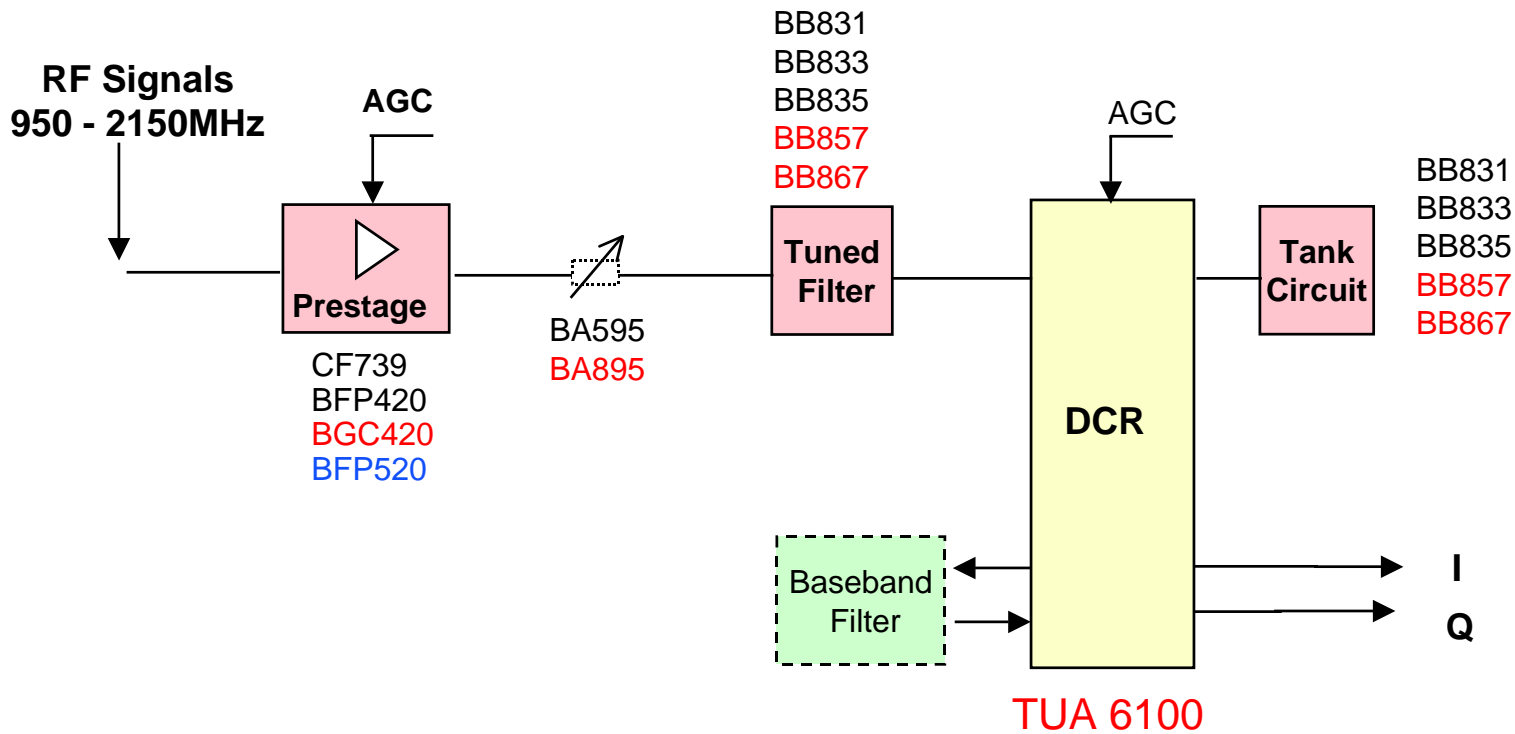 RF Signals
950 - 2150MHz
AGC
Prestage
CF739
BFP420
BGC420
BFP520
BA595
BA895
BB831
BB833
BB835
BB857
BB867
Tuned
Filter
AGC
DCR
TUA 6100
Tank
Circuit
BB831
BB833
BB835
BB857
BB867
Baseband
Filter
I
Q